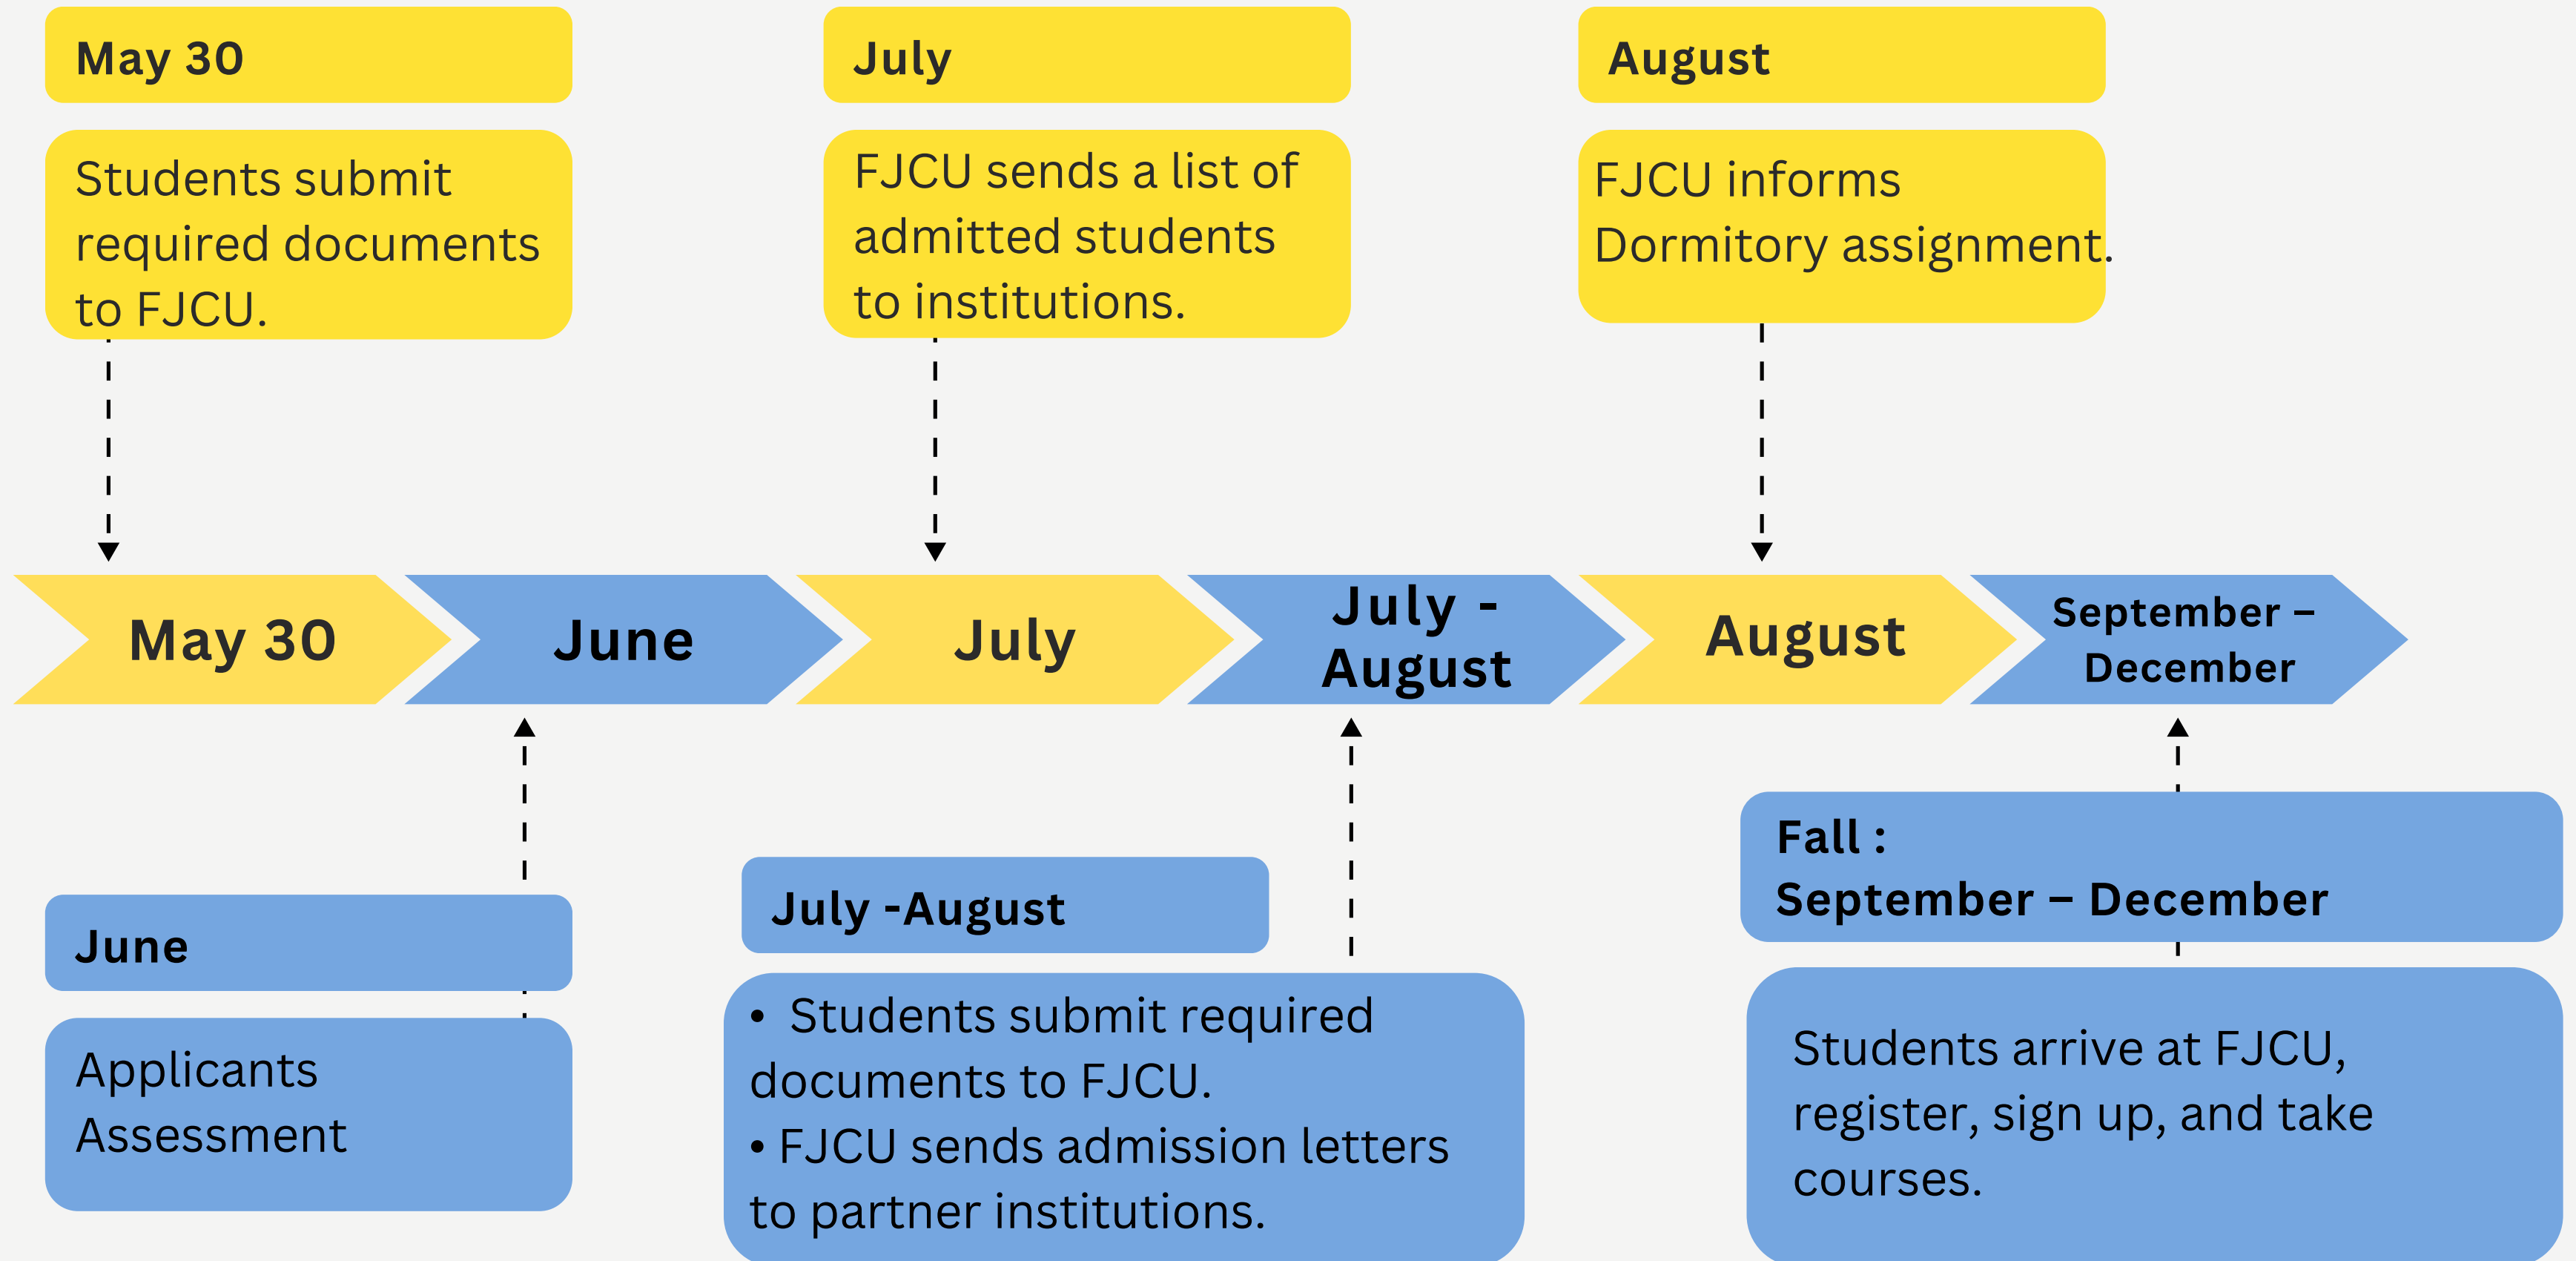 May 30
Students submit
required documents
to FJCU.
July
FJCU sends a list of
admitted students
to institutions.
August
FJCU informs
Dormitory assignment.
May 30
June
July
July -
August
August
September –
December
June
Applicants
Assessment
July -August
•  Students submit required
documents to FJCU.
• FJCU sends admission letters
to partner institutions.
Fall :
September – December
Students arrive at FJCU,
register, sign up, and take
courses.